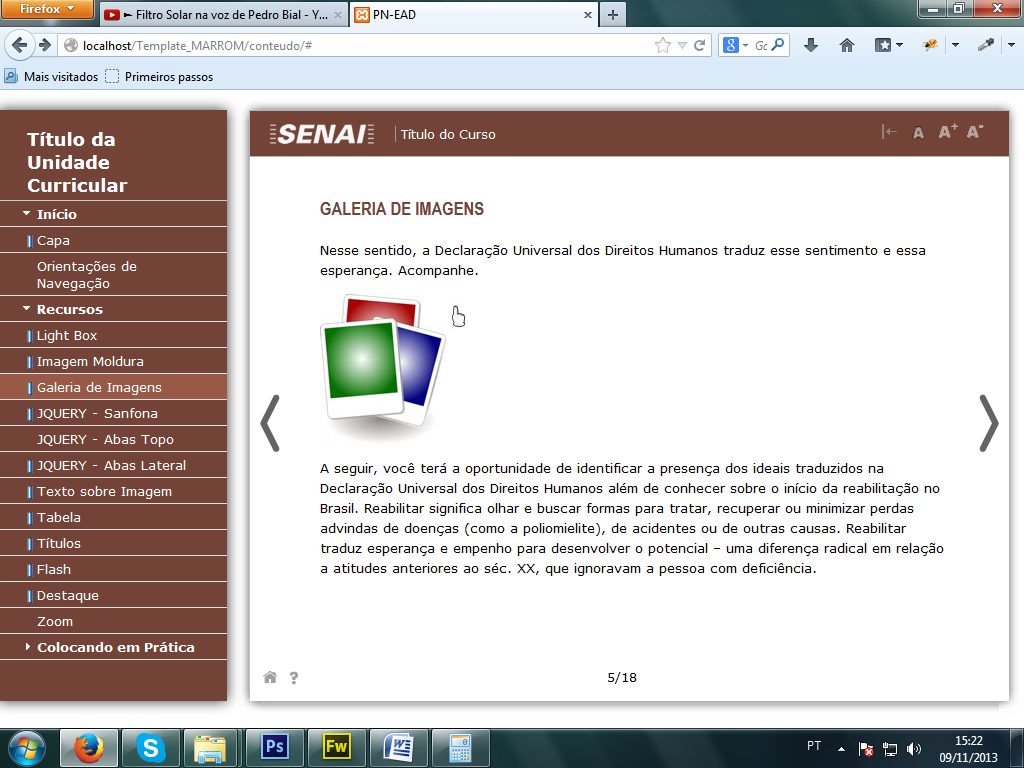 Firefox
► Filtro Solar na voz de Pedro Bial - Y...
PN-EAD
localhost/Template_MARROM/conteudo/#
Mais visitados
Primeiros passos
Título da
Unidade
Curricular
Início
Capa
Orientações de
Navegação
Recursos
Light Box
Imagem Moldura
Galeria de Imagens
JQUERY - Sanfona
JQUERY - Abas Topo
JQUERY - Abas Lateral
Texto sobre Imagem
Tabela
Títulos
Flash
Destaque
Zoom
Colocando em Prática
SENAI
Título do Curso
A A+ A-
GALERIA DE IMAGENS
Nesse sentido, a Declaração Universal dos Direitos Humanos traduz esse sentimento e essa
esperança. Acompanhe.
A seguir, você terá a oportunidade de identificar a presença dos ideais traduzidos na
Declaração Universal dos Direitos Humanos além de conhecer sobre o início da reabilitação no
Brasil. Reabilitar significa olhar e buscar formas para tratar, recuperar ou minimizar perdas
advindas de doenças (como a poliomielite), de acidentes ou de outras causas. Reabilitar
traduz esperança e empenho para desenvolver o potencial – uma diferença radical em relação
a atitudes anteriores ao séc. XX, que ignoravam a pessoa com deficiência.
?
5/18
Ps
Fw
PT
15:22
09/11/2013